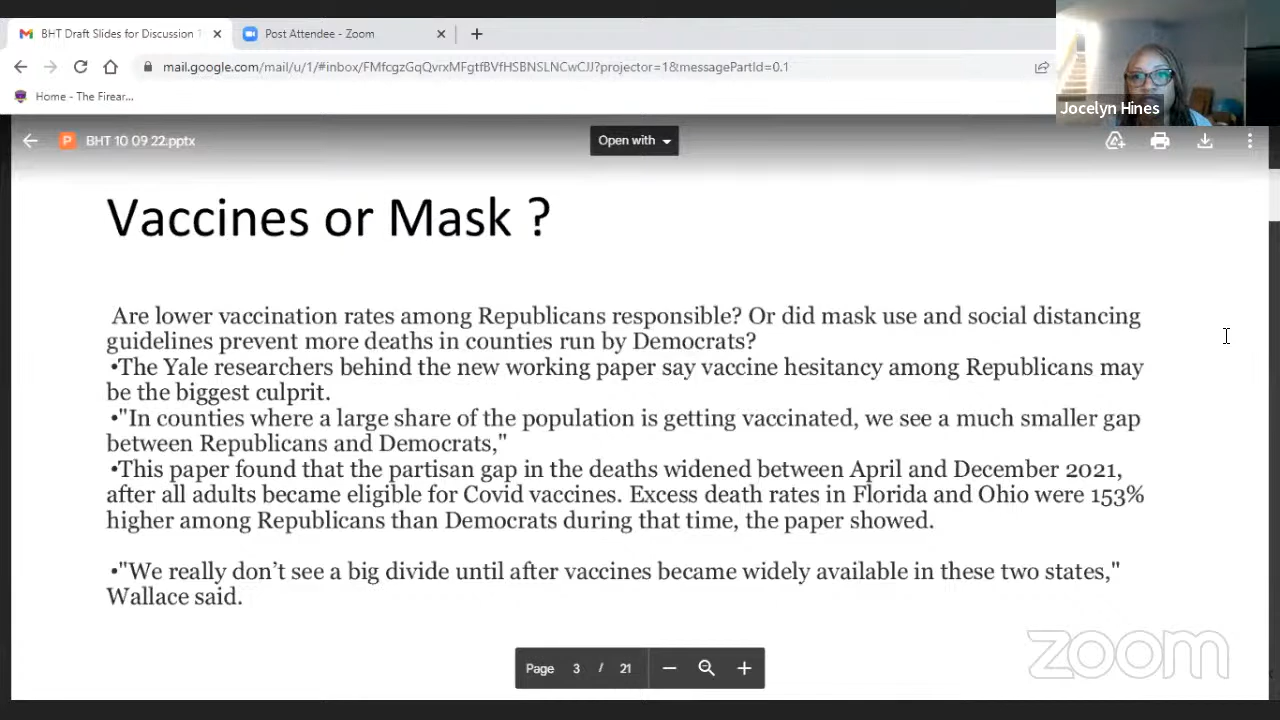 BHT Draft Slides for Discussion 1
Post Attendee - Zoom
mail.google.com/mail/u/1/#inbox/FMfcgzGqQvrxMFgtfBVfHSBNSLNCwCJJ?projector=1&messagePartId=0.1
Home - The Firear...
Jocelyn Hines
P BHT 10 09 22.pptx
Open with
Vaccines or Mask ?
Are lower vaccination rates among Republicans responsible? Or did mask use and social distancing
guidelines prevent more deaths in counties run by Democrats?
•The Yale researchers behind the new working paper say vaccine hesitancy among Republicans may
be the biggest culprit.
•"In counties where a large share of the population is getting vaccinated, we see a much smaller gap
between Republicans and Democrats,"
•This paper found that the partisan gap in the deaths widened between April and December 2021,
after all adults became eligible for Covid vaccines. Excess death rates in Florida and Ohio were 153%
higher among Republicans than Democrats during that time, the paper showed.
•"We really don’t see a big divide until after vaccines became widely available in these two states,"
Wallace said.
Page 3 / 21
zoom